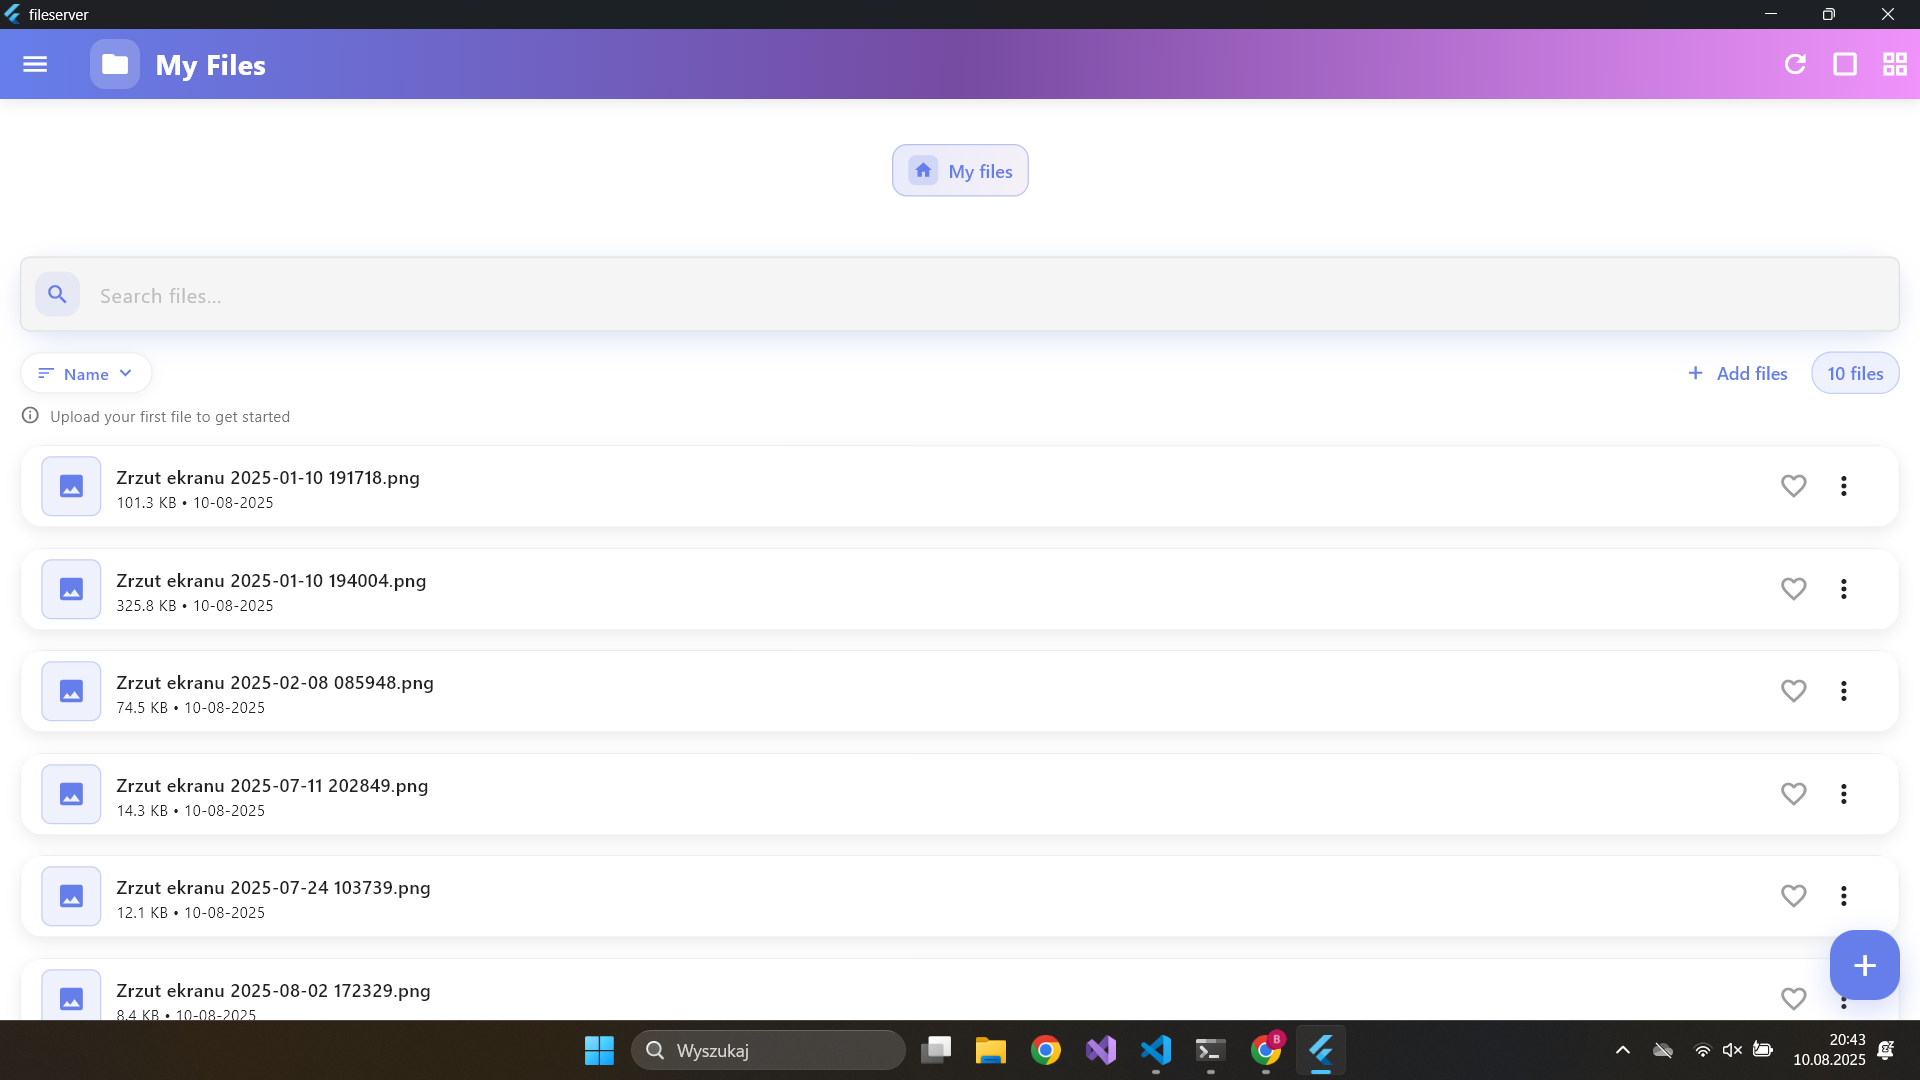 fileserver
My Files
My files
Search files...
Name
Add files
10 files
Upload your first file to get started
Zrzut ekranu 2025-01-10 191718.png
101.3 KB • 10-08-2025
Zrzut ekranu 2025-01-10 194004.png
325.8 KB • 10-08-2025
Zrzut ekranu 2025-02-08 085948.png
74.5 KB • 10-08-2025
Zrzut ekranu 2025-07-11 202849.png
14.3 KB • 10-08-2025
Zrzut ekranu 2025-07-24 103739.png
12.1 KB • 10-08-2025
Zrzut ekranu 2025-08-02 172329.png
8.4 KB • 10-08-2025
Wyszukaj
B
20:43
10.08.2025